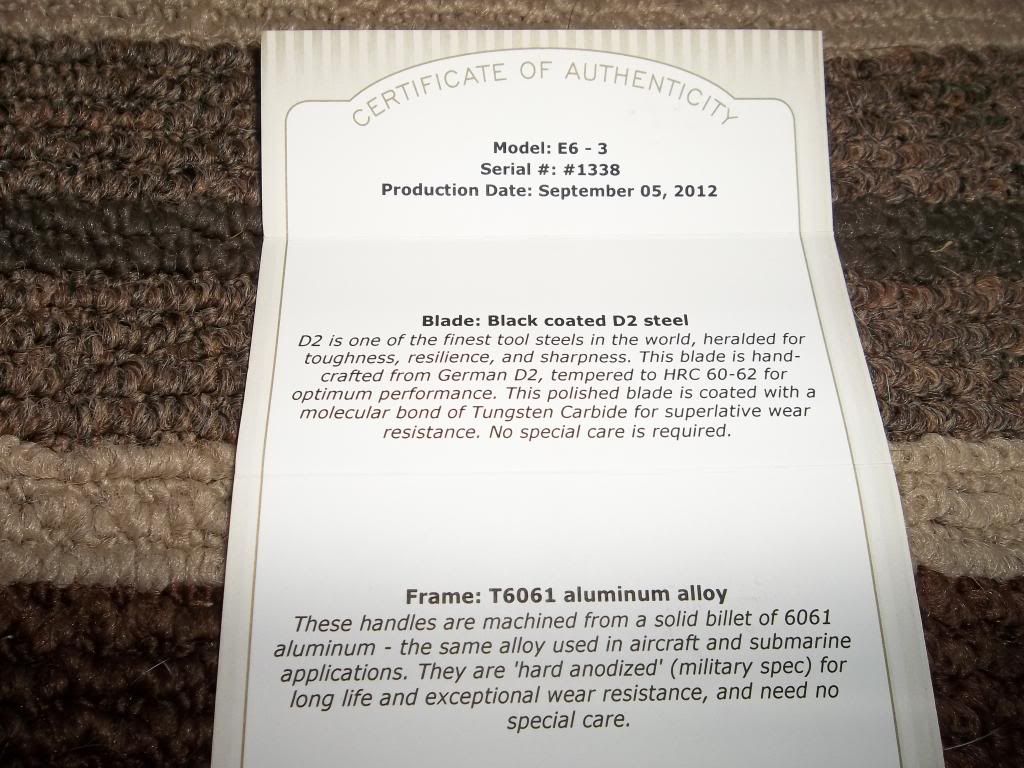 CERTIFICATE OF AUTHENTICITY
Model: E6 - 3
Serial #: #1338
Production Date: September 05, 2012
Blade: Black coated D2 steel
D2 is one of the finest tool steels in the world, heralded for
toughness, resilience, and sharpness. This blade is hand-
crafted from German D2, tempered to HRC 60-62 for
optimum performance. This polished blade is coated with a
molecular bond of Tungsten Carbide for superlative wear
resistance. No special care is required.
Frame: T6061 aluminum alloy
These handles are machined from a solid billet of 6061
aluminum - the same alloy used in aircraft and submarine
applications. They are 'hard anodized' (military spec) for
long life and exceptional wear resistance, and need no
special care.